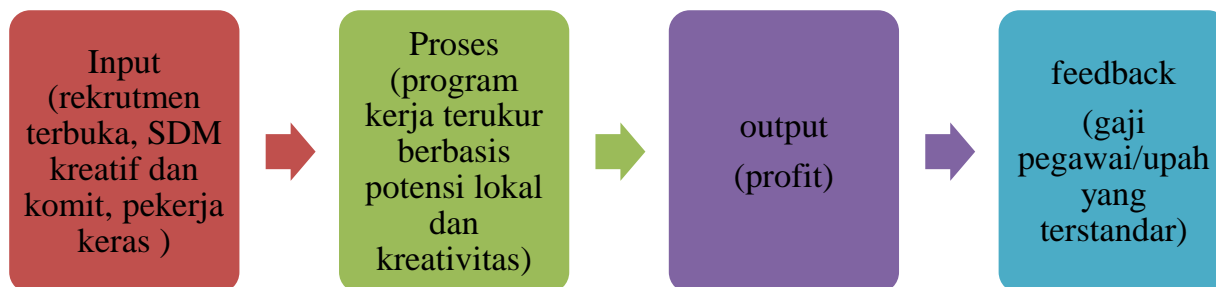 Input
(rekrutmen
terbuka, SDM
kreatif dan
komit, pekerja
keras )
Proses
(program
kerja terukur
berbasis
potensi lokal
dan
kreativitas)
output
(profit)
feedback
(gaji
pegawai/upah
yang
terstandar)